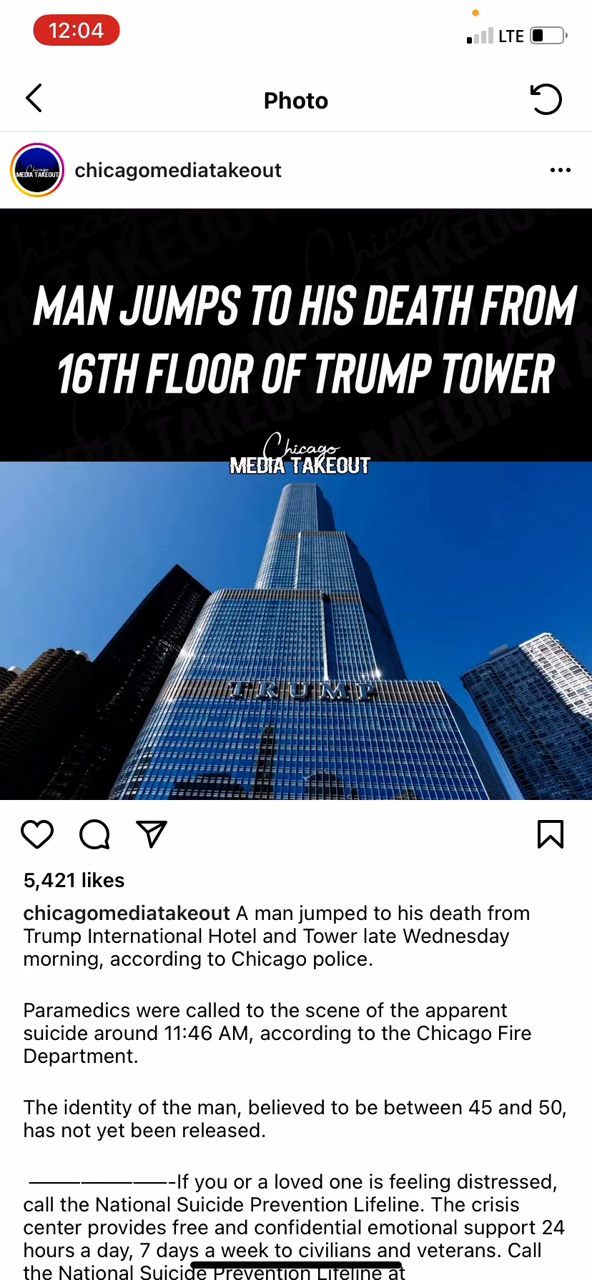 12:04
LTE
Photo
chicagomediatakeout
MAN JUMPS TO HIS DEATH FROM
16TH FLOOR OF TRUMP TOWER
Chicago
MEDIA TAKEOUT
TRUMP
5,421 likes
chicagomediatakeout A man jumped to his death from
Trump International Hotel and Tower late Wednesday
morning, according to Chicago police.
Paramedics were called to the scene of the apparent
suicide around 11:46 AM, according to the Chicago Fire
Department.
The identity of the man, believed to be between 45 and 50,
has not yet been released.
———————-If you or a loved one is feeling distressed,
call the National Suicide Prevention Lifeline. The crisis
center provides free and confidential emotional support 24
hours a day, 7 days a week to civilians and veterans. Call
the National Suicide Prevention Lifeline at